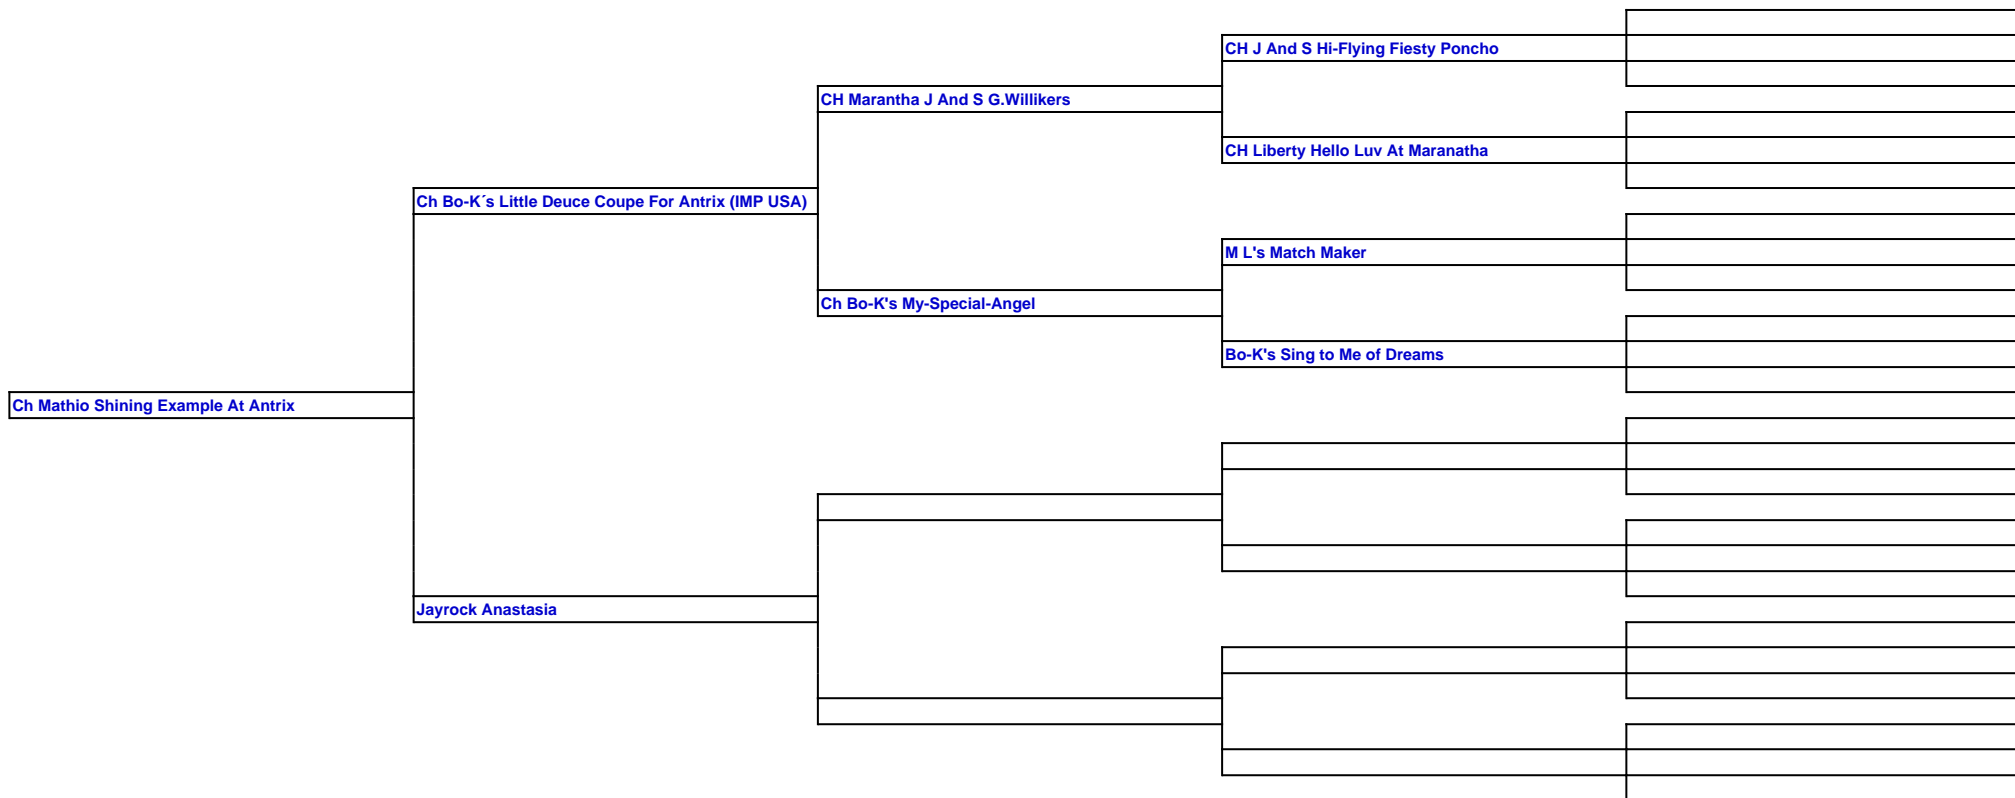 CH J And S Hi-Flying Fiesty Poncho
CH Marantha J And S G.Willikers
CH Liberty Hello Luv At Maranatha
Ch Bo-K´s Little Deuce Coupe For Antrix (IMP USA)
M L's Match Maker
Ch Bo-K's My-Special-Angel
Bo-K's Sing to Me of Dreams
Ch Mathio Shining Example At Antrix
Jayrock Anastasia